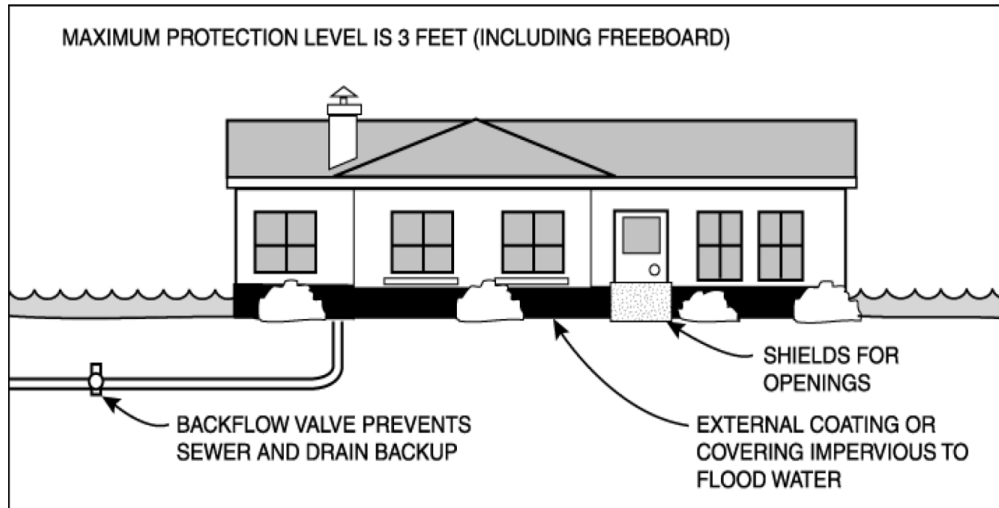 MAXIMUM PROTECTION LEVEL IS 3 FEET (INCLUDING FREEBOARD)
SHIELDS FOR
OPENINGS
BACKFLOW VALVE PREVENTS
SEWER AND DRAIN BACKUP
EXTERNAL COATING OR
COVERING IMPERVIOUS TO
FLOOD WATER